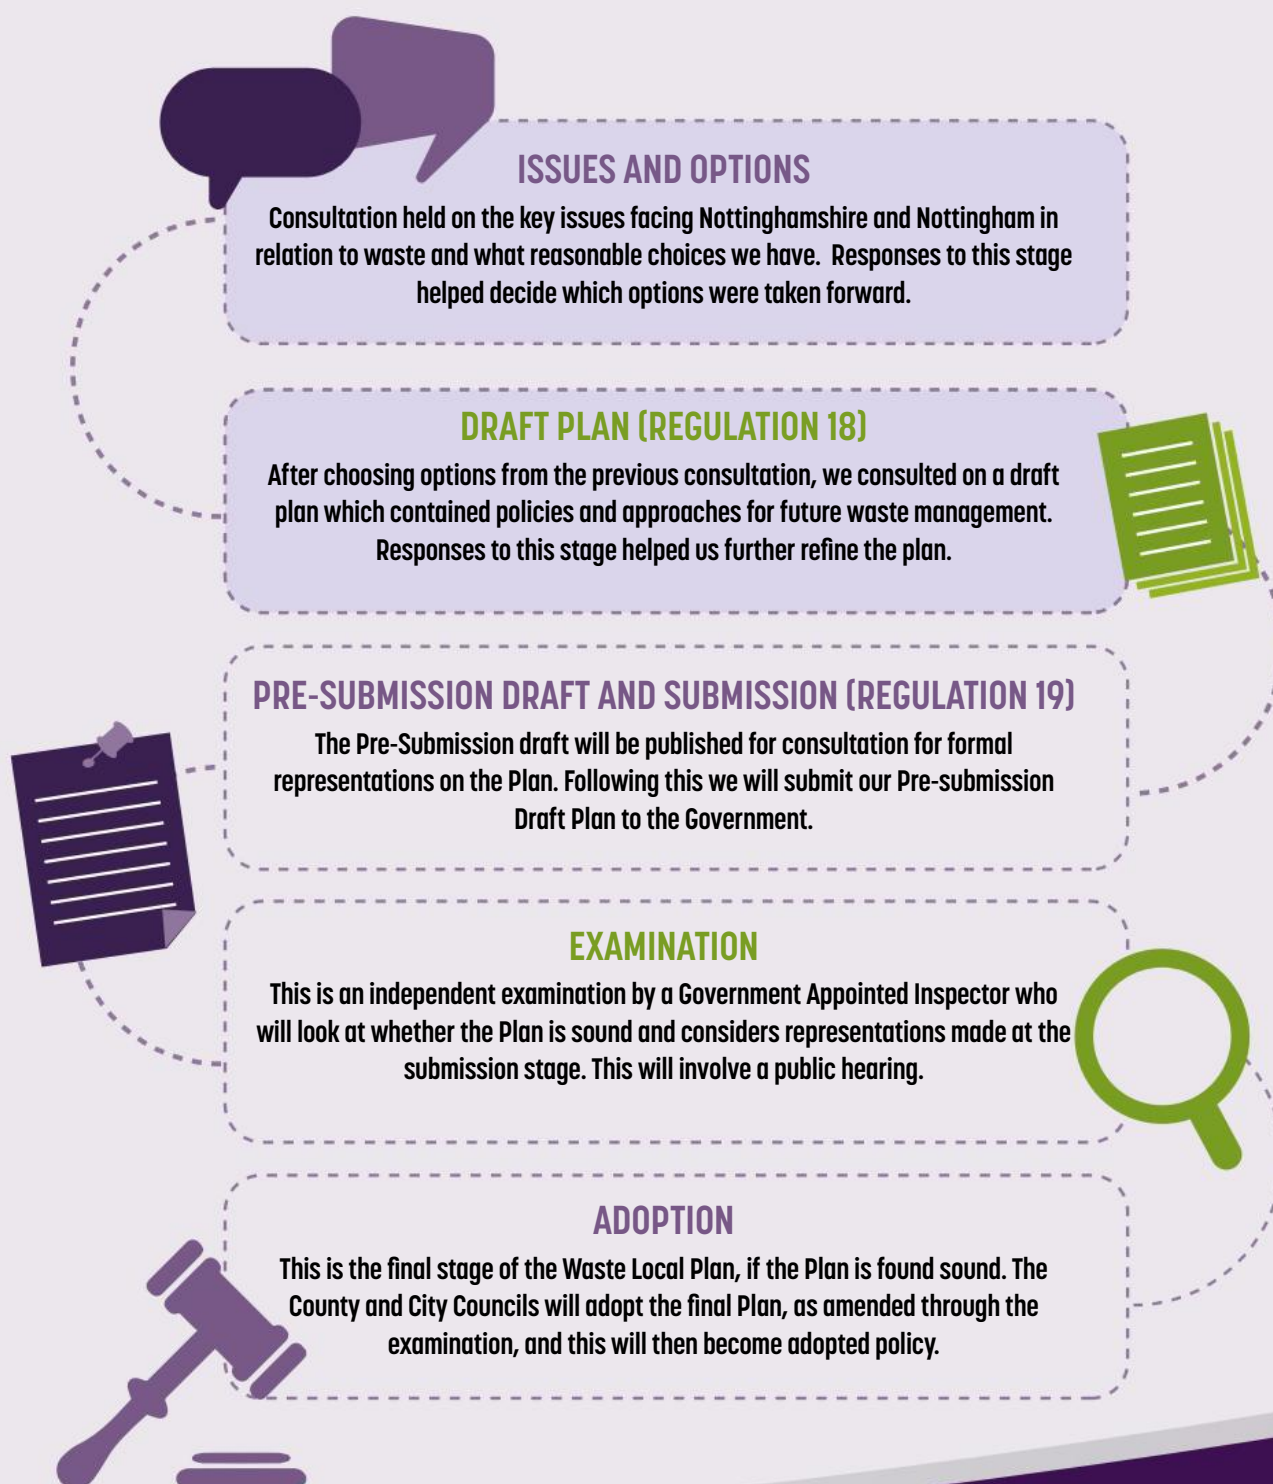 ISSUES AND OPTIONS
Consultation held on the key issues facing Nottinghamshire and Nottingham in
relation to waste and what reasonable choices we have.  Responses to this stage
helped decide which options were taken forward.
DRAFT PLAN (REGULATION 18)
After choosing options from the previous consultation, we consulted on a draft
plan which contained policies and approaches for future waste management.
Responses to this stage helped us further refine the plan.
PRE-SUBMISSION DRAFT AND SUBMISSION (REGULATION 19)
The Pre-Submission draft will be published for consultation for formal
representations on the Plan. Following this we will submit our Pre-submission
Draft Plan to the Government.
EXAMINATION
This is an independent examination by a Government Appointed Inspector who
will look at whether the Plan is sound and considers representations made at the
submission stage. This will involve a public hearing.
ADOPTION
This is the final stage of the Waste Local Plan, if the Plan is found sound. The
County and City Councils will adopt the final Plan, as amended through the
examination, and this will then become adopted policy.